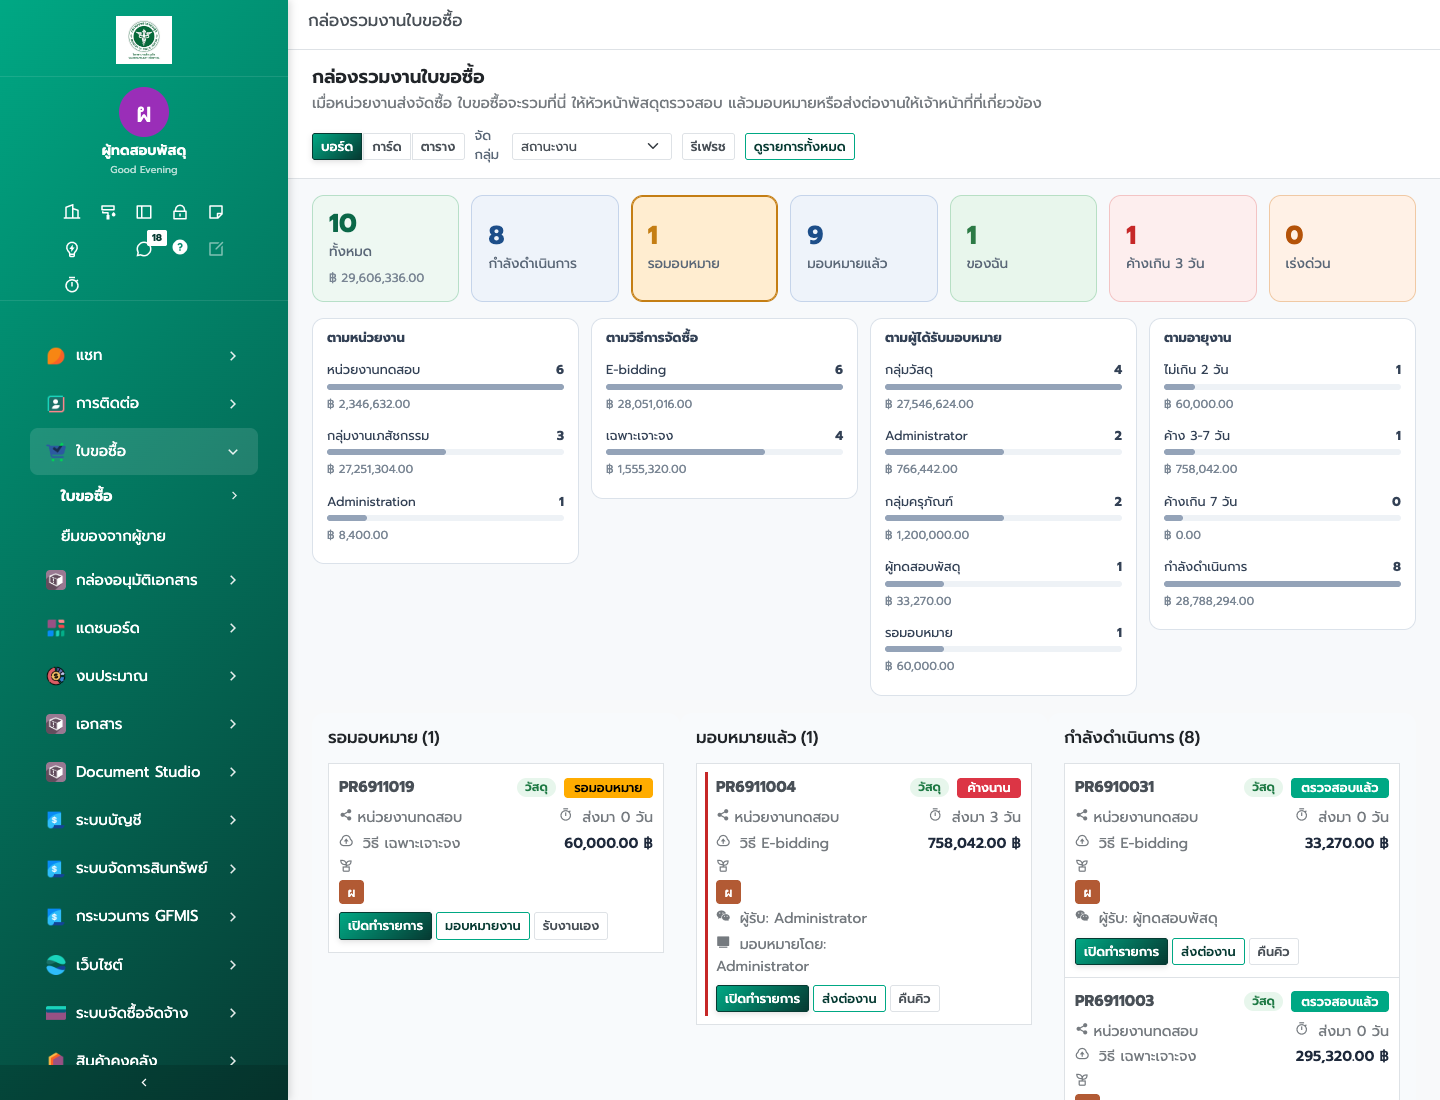 กล่องรวมงานใบขอซื้อ
ผ
ผู้ทดสอบพัสดุ
Good Evening
18
แชท
การติดต่อ
ใบขอซื้อ
ใบขอซื้อ
ยืมของจากผู้ขาย
กล่องอนุมัติเอกสาร
แดชบอร์ด
งบประมาณ
เอกสาร
Document Studio
ระบบบัญชี
ระบบจัดการสินทรัพย์
กระบวนการ GFMIS
เว็บไซต์
ระบบจัดซื้อจัดจ้าง
สินค้าคงคลัง
กล่องรวมงานใบขอซื้อ
เมื่อหน่วยงานส่งจัดซื้อ ใบขอซื้อจะรวมที่นี่ ให้หัวหน้าพัสดุตรวจสอบ แล้วมอบหมายหรือส่งต่องานให้เจ้าหน้าที่ที่เกี่ยวข้อง
บอร์ด การ์ด ตาราง จัดกลุ่ม สถานะงาน รีเฟรช ดูรายการทั้งหมด
10
ทั้งหมด
฿ 29,606,336.00
8
กำลังดำเนินการ
1
รอมอบหมาย
9
มอบหมายแล้ว
1
ของฉัน
1
ค้างเกิน 3 วัน
0
เร่งด่วน
ตามหน่วยงาน
หน่วยงานทดสอบ 6
฿ 2,346,632.00
กลุ่มงานเภสัชกรรม 3
฿ 27,251,304.00
Administration 1
฿ 8,400.00
ตามวิธีการจัดซื้อ
E-bidding 6
฿ 28,051,016.00
เฉพาะเจาะจง 4
฿ 1,555,320.00
ตามผู้ได้รับมอบหมาย
กลุ่มวัสดุ 4
฿ 27,546,624.00
Administrator 2
฿ 766,442.00
กลุ่มครุภัณฑ์ 2
฿ 1,200,000.00
ผู้ทดสอบพัสดุ 1
฿ 33,270.00
รอมอบหมาย 1
฿ 60,000.00
ตามอายุงาน
ไม่เกิน 2 วัน 1
฿ 60,000.00
ค้าง 3-7 วัน 1
฿ 758,042.00
ค้างเกิน 7 วัน 0
฿ 0.00
กำลังดำเนินการ 8
฿ 28,788,294.00
รอมอบหมาย (1)
PR6911019 วัสดุ รอมอบหมาย
หน่วยงานทดสอบ ส่งมา 0 วัน
วิธี เฉพาะเจาะจง 60,000.00 ฿
ผ
เปิดทำรายการ มอบหมายงาน รับงานเอง
มอบหมายแล้ว (1)
PR6911004 วัสดุ ค้างนาน
หน่วยงานทดสอบ ส่งมา 3 วัน
วิธี E-bidding 758,042.00 ฿
ผ
ผู้รับ: Administrator
มอบหมายโดย:
Administrator
เปิดทำรายการ ส่งต่องาน คืนคิว
กำลังดำเนินการ (8)
PR6910031 วัสดุ ตรวจสอบแล้ว
หน่วยงานทดสอบ ส่งมา 0 วัน
วิธี E-bidding 33,270.00 ฿
ผ
ผู้รับ: ผู้ทดสอบพัสดุ
เปิดทำรายการ ส่งต่องาน คืนคิว
PR6911003 วัสดุ ตรวจสอบแล้ว
หน่วยงานทดสอบ ส่งมา 0 วัน
วิธี เฉพาะเจาะจง 295,320.00 ฿